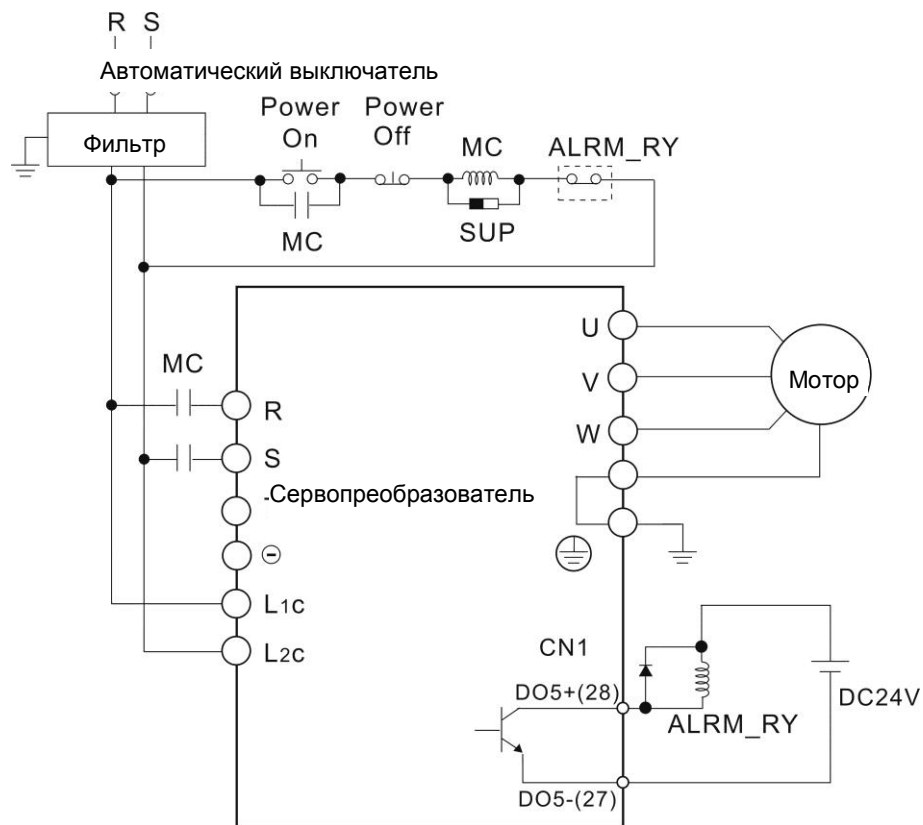 R S
Автоматический выключатель
Фильтр
Power On
Power Off
MC
ALRM_RY
MC
SUP
MC
R
S
-Сервопреобразователь
⊖
L1c
L2c
U
V
W
Мотор
CN1
DO5+(28)
DO5-(27)
ALRM_RY
DC24V